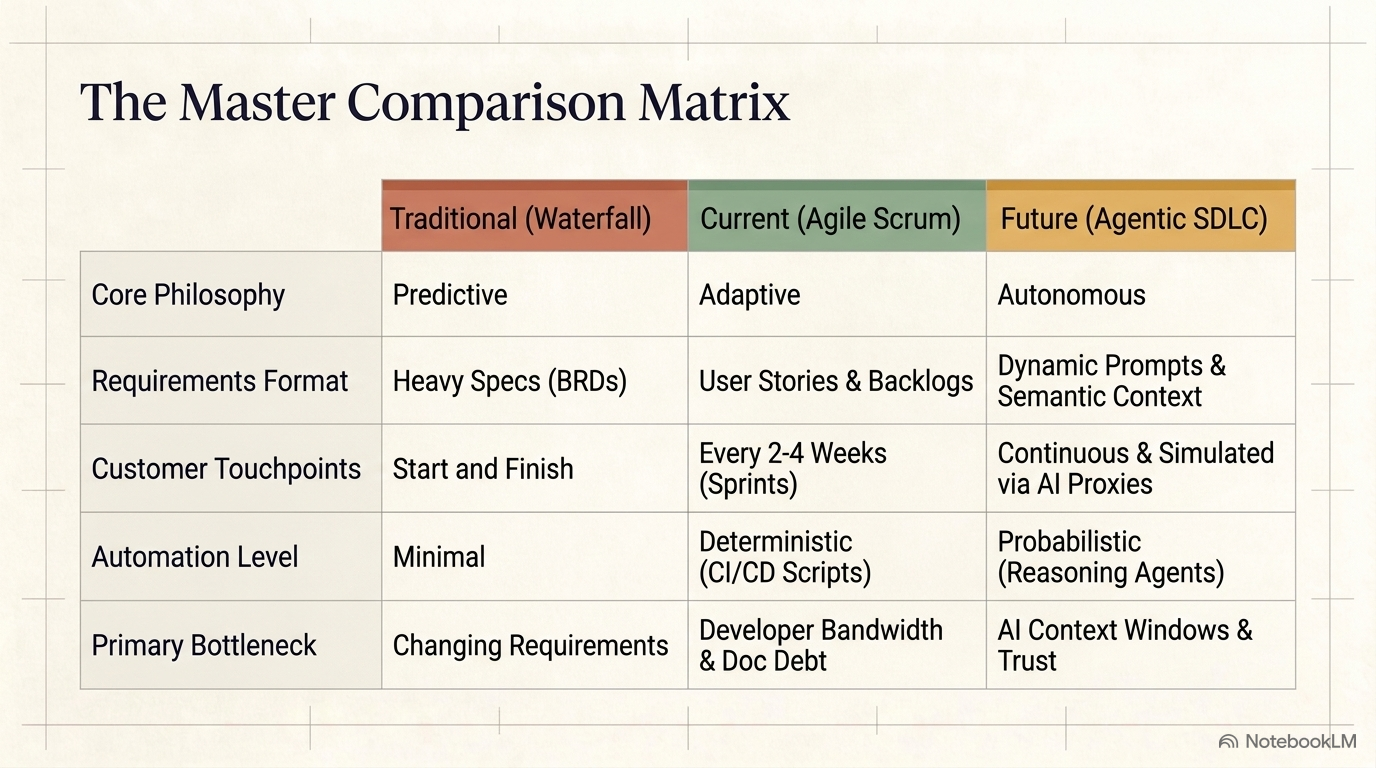 The Master Comparison Matrix
Traditional (Waterfall)
Current (Agile Scrum)
Future (Agentic SDLC)
Core Philosophy
Predictive
Adaptive
Autonomous
Requirements Format
Heavy Specs (BRDs)
User Stories & Backlogs
Dynamic Prompts &
Semantic Context
Customer Touchpoints
Start and Finish
Every 2-4 Weeks
(Sprints)
Continuous & Simulated
via AI Proxies
Automation Level
Minimal
Deterministic
(CI/CD Scripts)
Probabilistic
(Reasoning Agents)
Primary Bottleneck
Changing Requirements
Developer Bandwidth
& Doc Debt
AI Context Windows &
Trust
NotebookLM